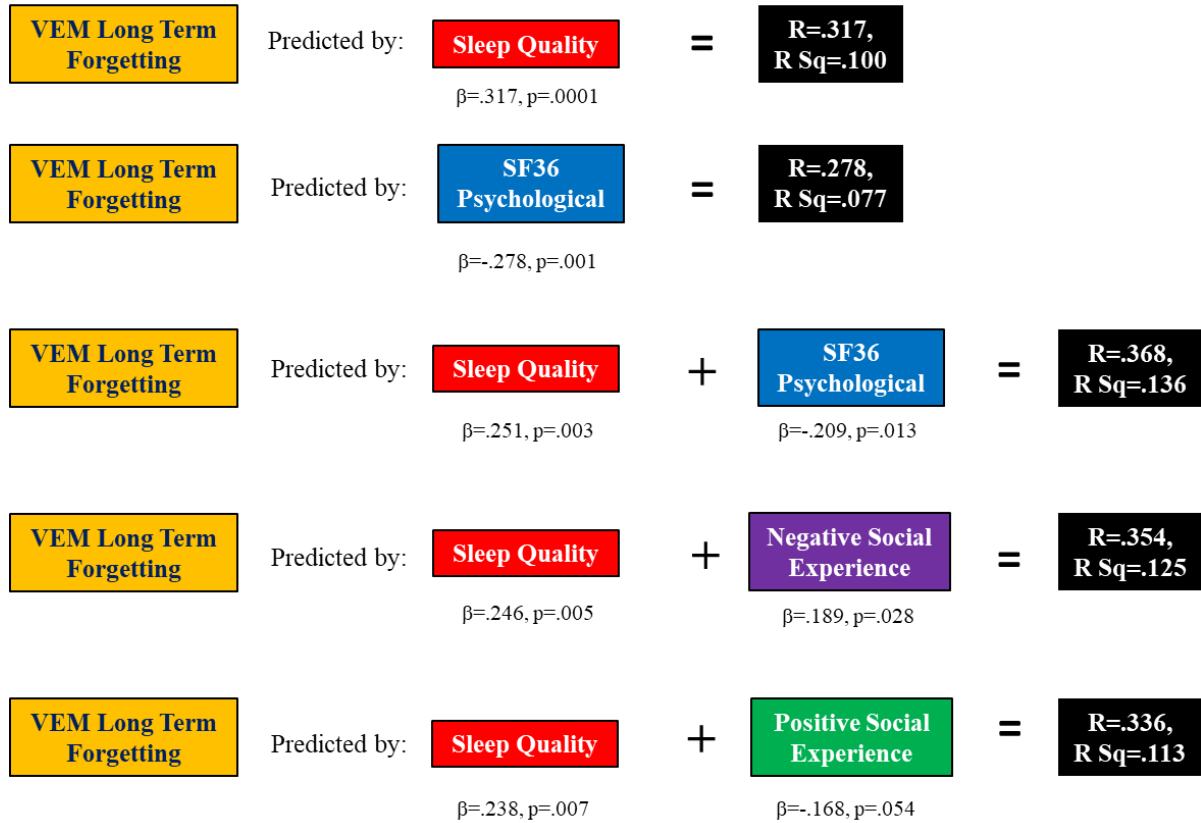 VEM Long Term
Forgetting
Predicted by:
Sleep Quality
=
R=.317,
R Sq=.100
β=.317, p=.0001
VEM Long Term
Forgetting
Predicted by:
SF36
Psychological
=
R=.278,
R Sq=.077
β=-.278, p=.001
VEM Long Term
Forgetting
Predicted by:
Sleep Quality
+
SF36
Psychological
=
R=.368,
R Sq=.136
β=.251, p=.003
β=-.209, p=.013
VEM Long Term
Forgetting
Predicted by:
Sleep Quality
+
Negative Social
Experience
=
R=.354,
R Sq=.125
β=.246, p=.005
β=.189, p=.028
VEM Long Term
Forgetting
Predicted by:
Sleep Quality
+
Positive Social
Experience
=
R=.336,
R Sq=.113
β=.238, p=.007
β=-.168, p=.054